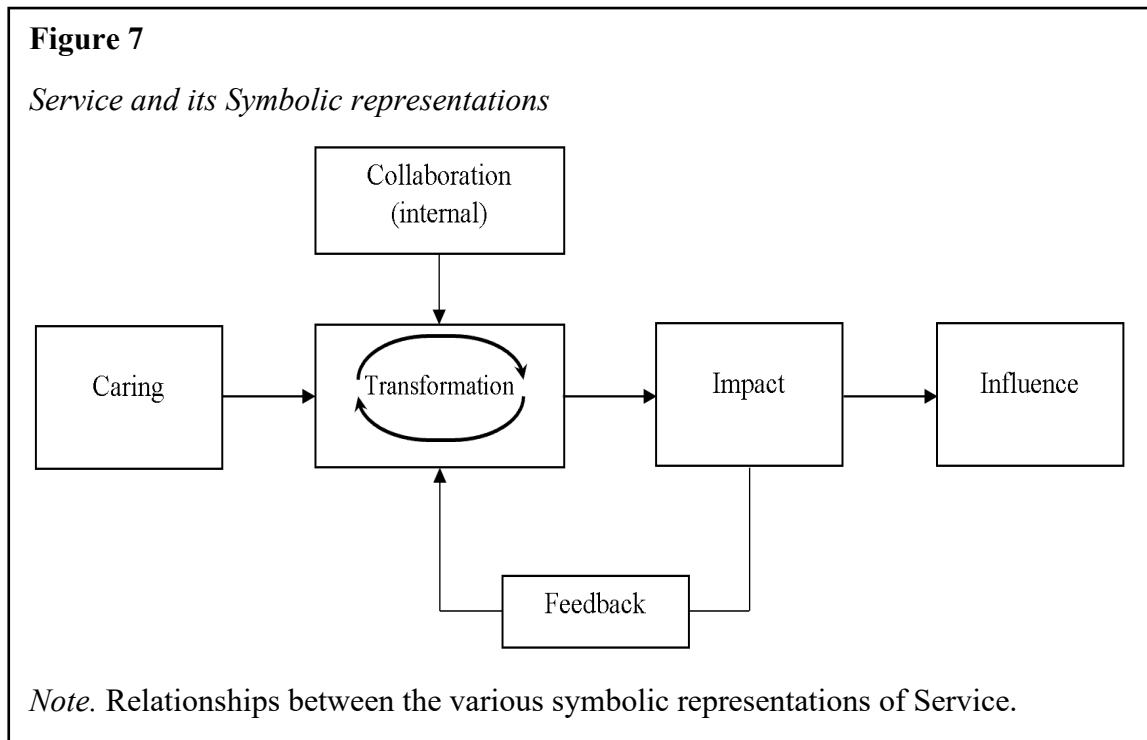 Figure 7
Service and its Symbolic representations
Collaboration
(internal)
Caring
Transformation
Impact
Influence
Feedback
Note. Relationships between the various symbolic representations of Service.